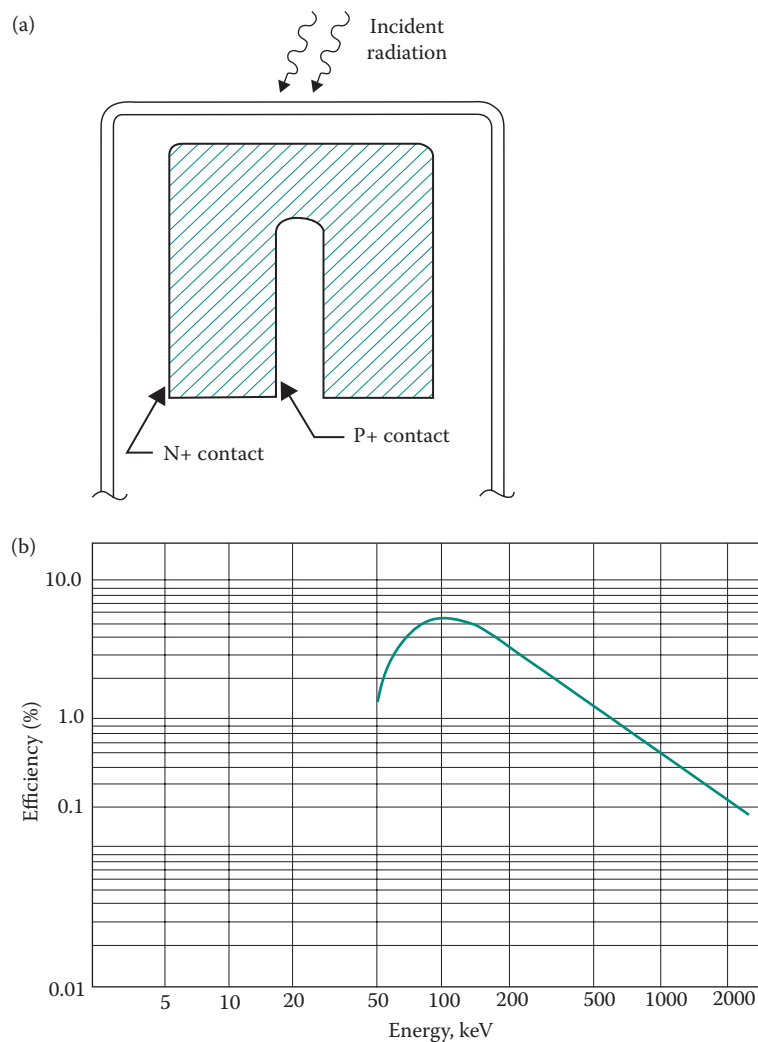 (a)
Incident
radiation
P+ contact
N+ contact
(b)
10.0
1.0
0.1
0.01
Efficiency (%)
5 10 20 50 100 200 500 1000 2000
Energy, keV